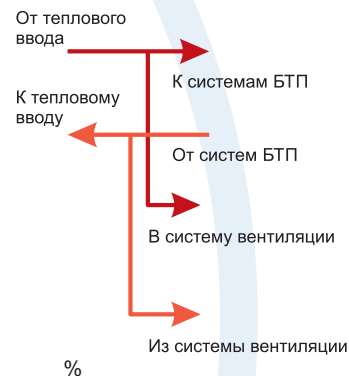 От теплового
ввода
К системам БТП
К тепловому
вводу
От систем БТП
В систему вентиляции
Из системы вентиляции
%